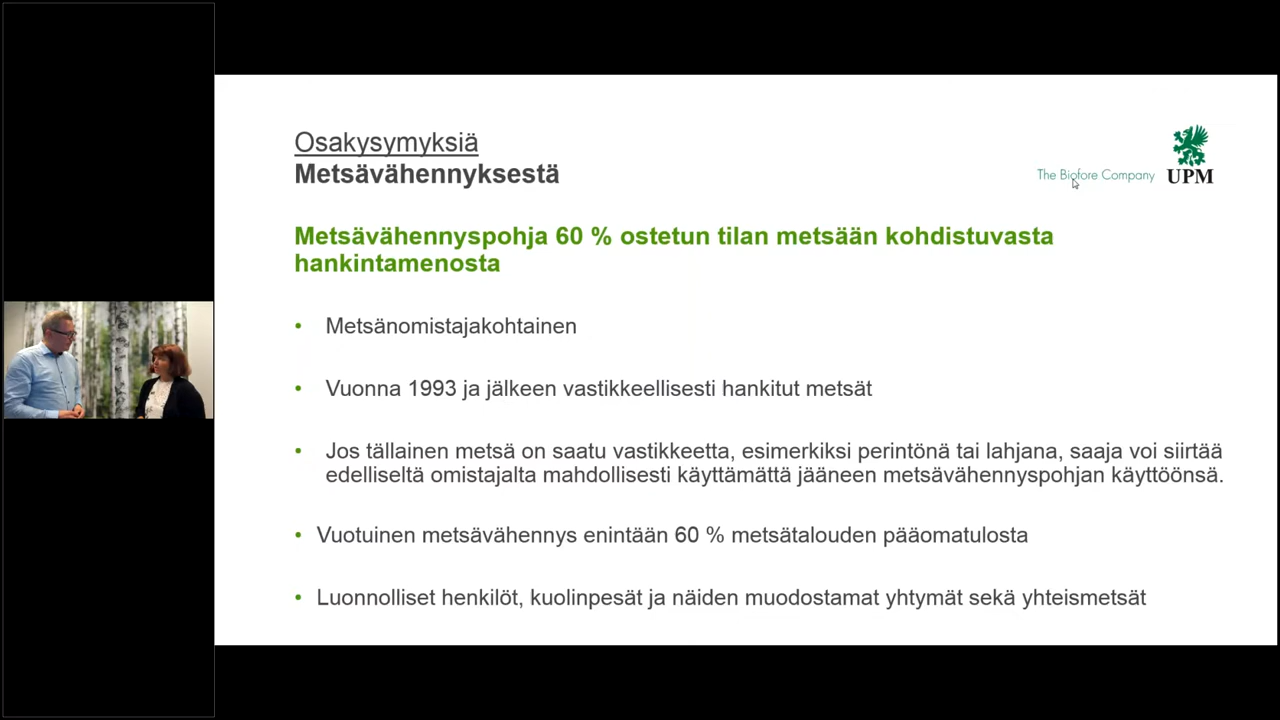 Osakysymyksiä
Metsävähennyksestä
The Biofore Company
UPM
Metsävähennyspohja 60 % ostetun tilan metsään kohdistuvasta
hankintamenosta
• Metsänomistajakohtainen
• Vuonna 1993 ja jälkeen vastikkeellisesti hankitut metsät
• Jos tällainen metsä on saatu vastikkeetta, esimerkiksi perintönä tai lahjana, saaja voi siirtää
edelliseltä omistajalta mahdollisesti käyttämättä jääneen metsävähennyspohjan käyttöönsä.
• Vuotuinen metsävähennys enintään 60 % metsätalouden pääomatulosta
• Luonnolliset henkilöt, kuolinpesät ja näiden muodostamat yhtymät sekä yhteismetsät